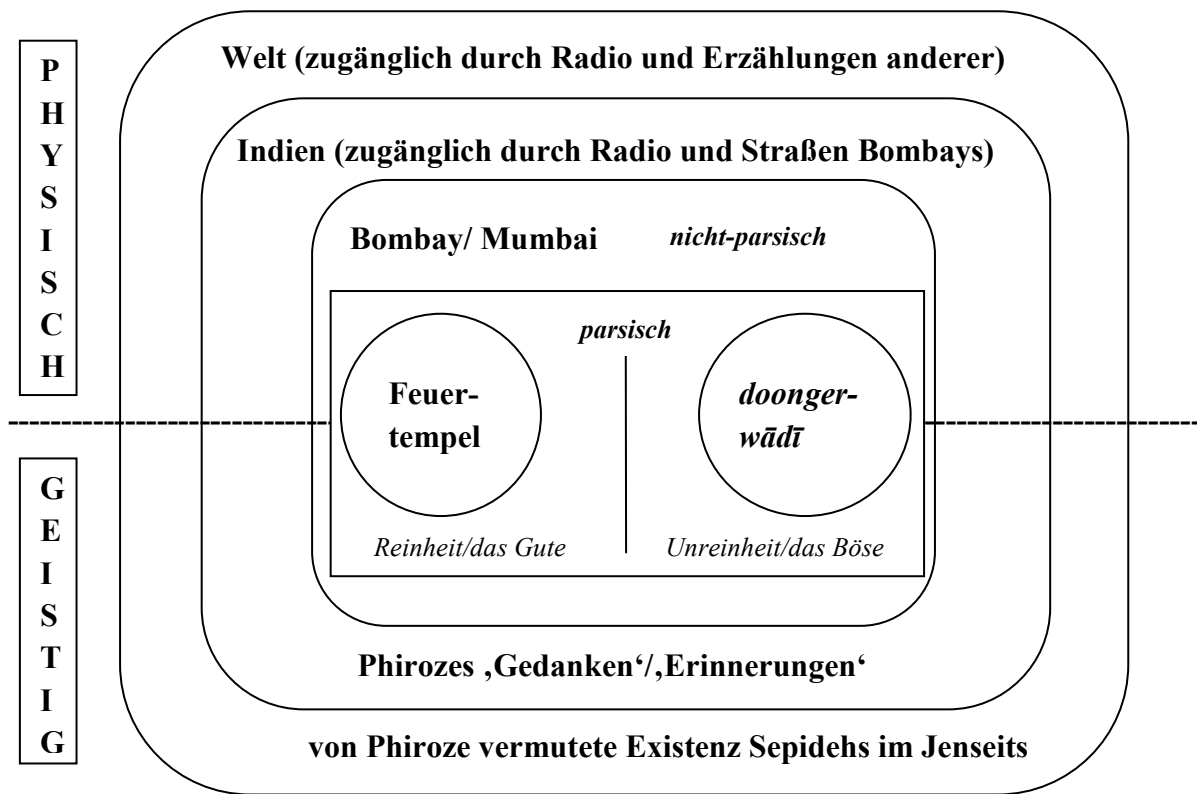 PHYSISCH
Welt (zugänglich durch Radio und Erzählungen anderer)
Indien (zugänglich durch Radio und Straßen Bombays)
Bombay/ Mumbai nicht-parsisch
parsisch
Feuer-
tempel
doonger-
wādī
Reinheit/das Gute
Unreinheit/das Böse
GEISTIG
Phirozes ‚Gedanken‘/‚Erinnerungen‘
von Phiroze vermutete Existenz Sepidehs im Jenseits